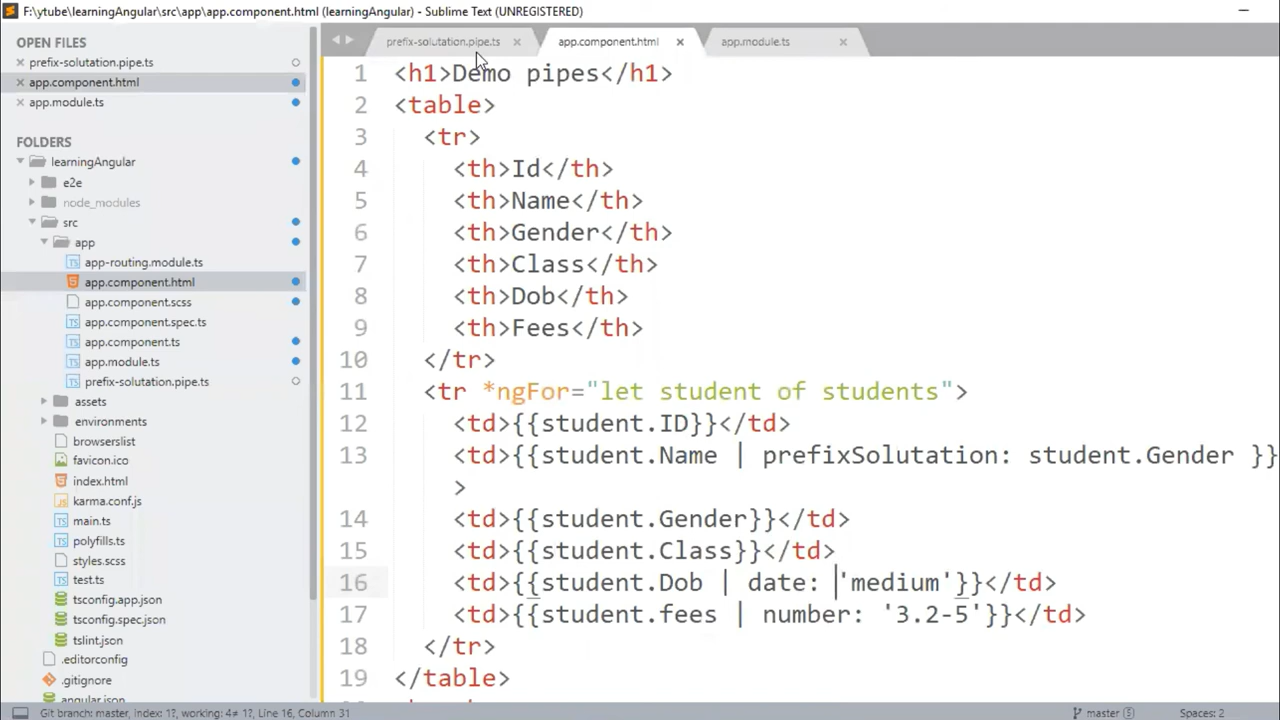 F:\ytube\learningAngular\src\app\app.component.html (learningAngular) - Sublime Text (UNREGISTERED)
OPEN FILES
prefix-solutation.pipe.ts
app.component.html
app.module.ts
FOLDERS
learningAngular
e2e
node_modules
src
app
app-routing.module.ts
app.component.html
app.component.scss
app.component.spec.ts
app.component.ts
app.module.ts
prefix-solutation.pipe.ts
assets
environments
browserslist
favicon.ico
index.html
karma.conf.js
main.ts
polyfills.ts
styles.scss
test.ts
tsconfig.app.json
tsconfig.spec.json
tslint.json
.editorconfig
.gitignore
angular.json
prefix-solutation.pipe.ts app.component.html app.module.ts
1 <h1>Demo pipes</h1>
2 <table>
3 <tr>
4 <th>Id</th>
5 <th>Name</th>
6 <th>Gender</th>
7 <th>Class</th>
8 <th>Dob</th>
9 <th>Fees</th>
10 </tr>
11 <tr *ngFor="let student of students">
12 <td>{{student.ID}}</td>
13 <td>{{student.Name | prefixSolutation: student.Gender }}
>
14 <td>{{student.Gender}}</td>
15 <td>{{student.Class}}</td>
16 <td>{{student.Dob | date: 'medium'}}</td>
17 <td>{{student.fees | number: '3.2-5'}}</td>
18 </tr>
19 </table>
Git branch: master, index: 1?, working: 4≠ 1?, Line 16, Column 31
master 5
Spaces: 2